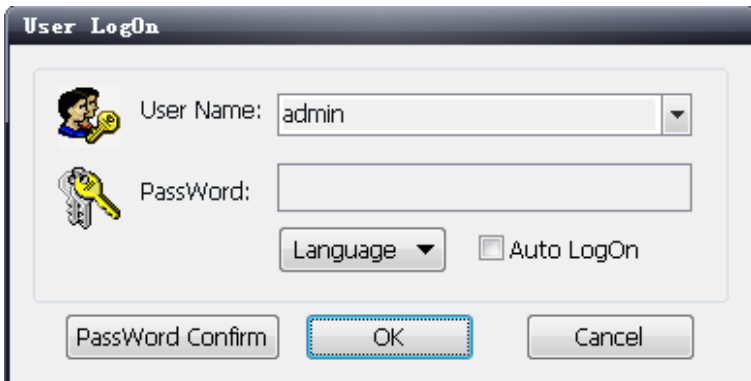 User LogOn
User Name: admin
PassWord:
Language Auto LogOn
PassWord Confirm OK Cancel